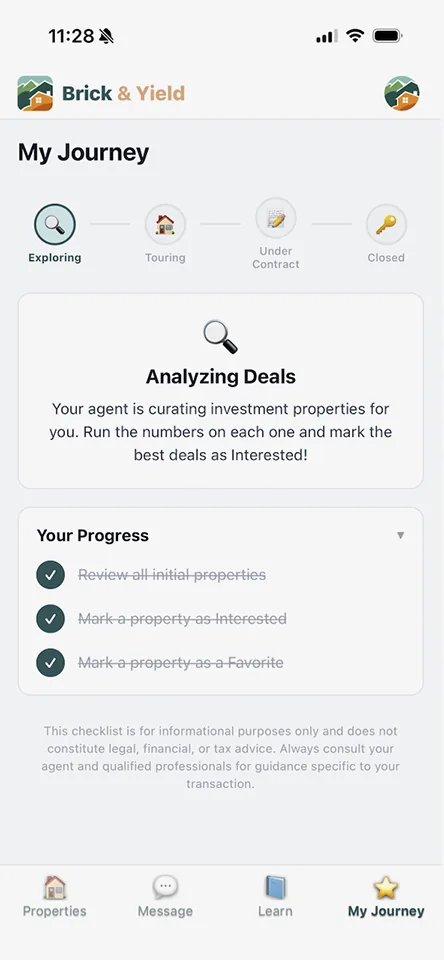 11:28
Brick & Yield
My Journey
Exploring
Touring
Under
Contract
Closed
Analyzing Deals
Your agent is curating investment properties for
you. Run the numbers on each one and mark the
best deals as Interested!
Your Progress
Review all initial properties
Mark a property as Interested
Mark a property as a Favorite
This checklist is for informational purposes only and does not
constitute legal, financial, or tax advice. Always consult your
agent and qualified professionals for guidance specific to your
transaction.
Properties
Message
Learn
My Journey